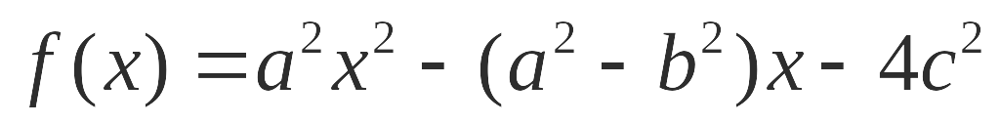 f(x) = a²x² - (a² - b²)x - 4c²